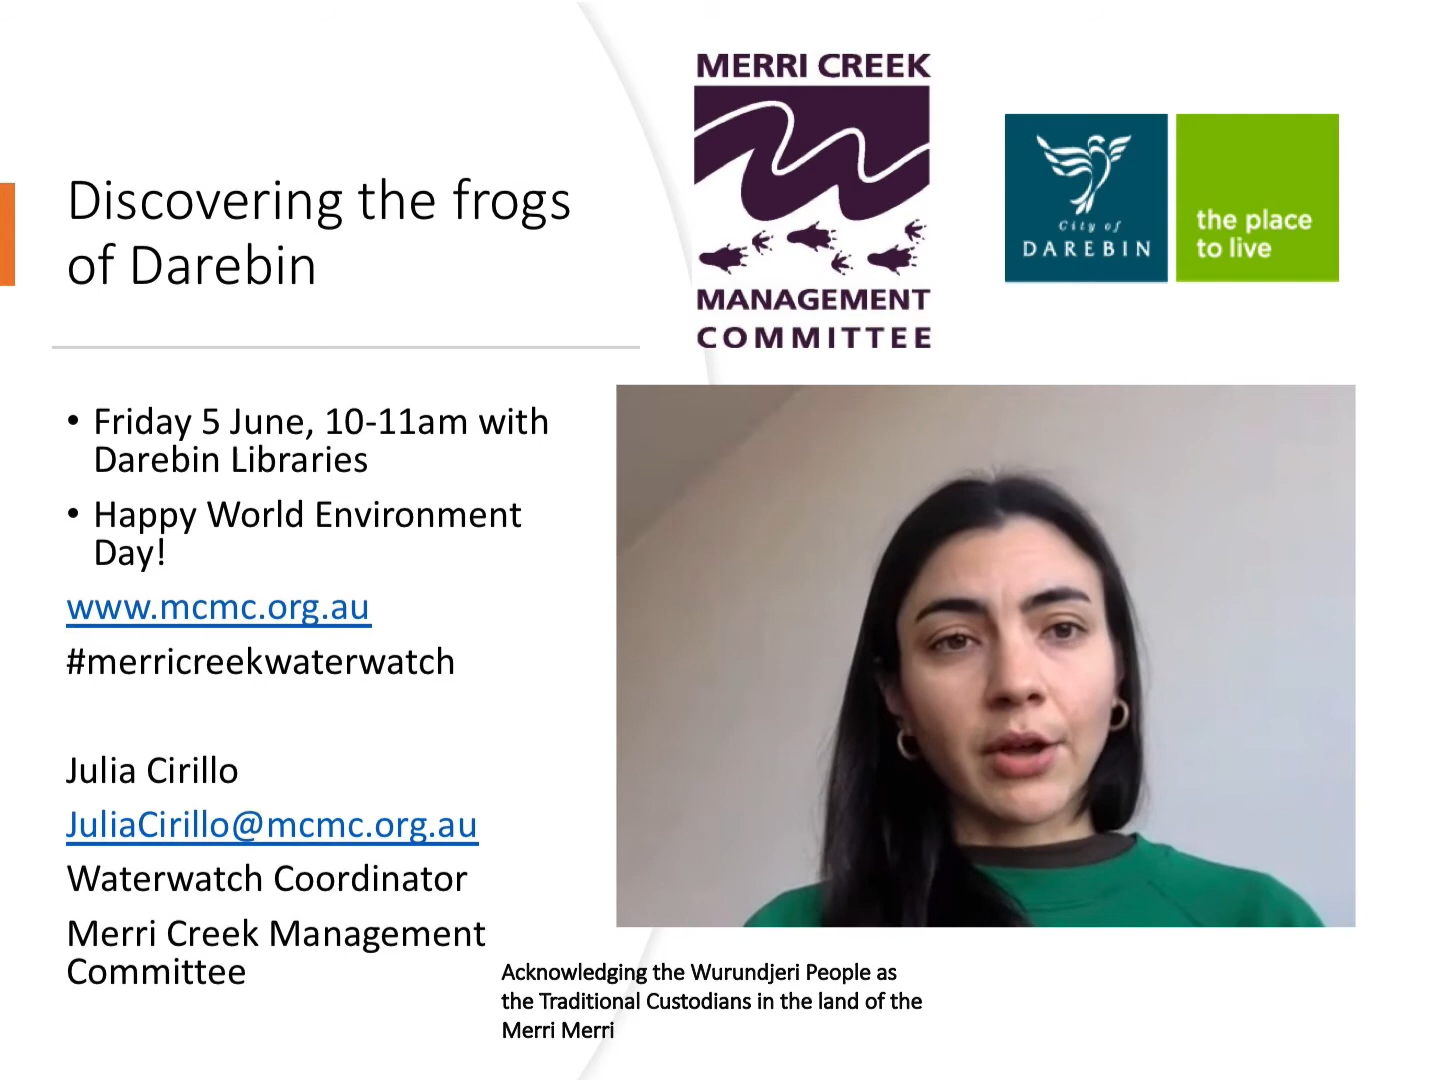 Discovering the frogs
of Darebin
MERRI CREEK
MANAGEMENT
COMMITTEE
City of
DAREBIN
the place
to live
• Friday 5 June, 10-11am with
Darebin Libraries
• Happy World Environment
Day!
www.mcmc.org.au
#merricreekwaterwatch
Julia Cirillo
JuliaCirillo@mcmc.org.au
Waterwatch Coordinator
Merri Creek Management
Committee
Acknowledging the Wurundjeri People as
the Traditional Custodians in the land of the
Merri Merri